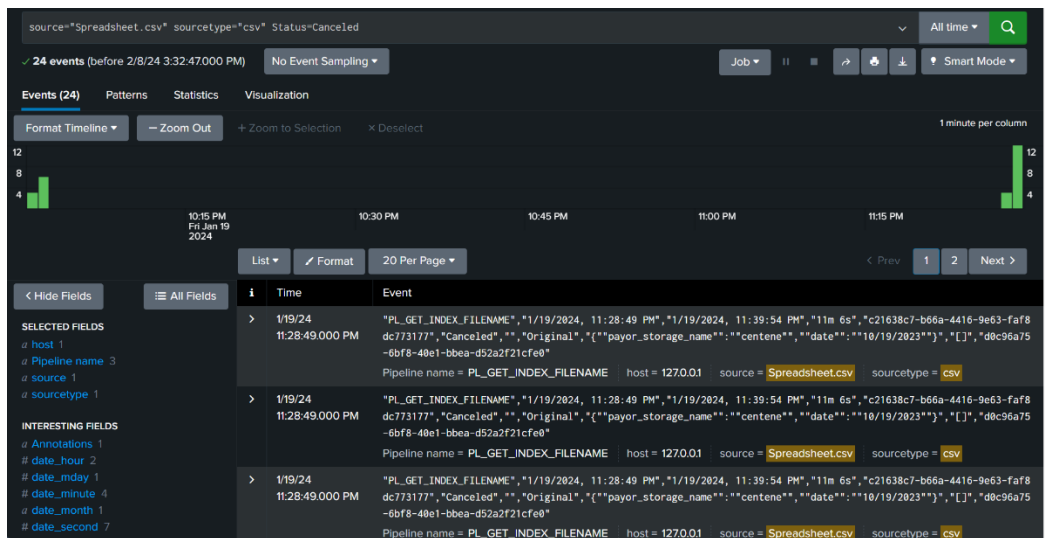 source="Spreadsheet.csv" sourcetype="csv" Status=Canceled
All time
✓ 24 events (before 2/8/24 3:32:47.000 PM)
No Event Sampling
Job
Smart Mode
Events (24)
Patterns
Statistics
Visualization
Format Timeline
— Zoom Out
+ Zoom to Selection
× Deselect
1 minute per column
12
8
4
12
8
4
10:15 PM
Fri Jan 19
2024
10:30 PM
10:45 PM
11:00 PM
11:15 PM
List
Format
20 Per Page
< Prev
1
2
Next >
< Hide Fields
All Fields
SELECTED FIELDS
a host 1
a Pipeline name 3
a source 1
a sourcetype 1
INTERESTING FIELDS
a Annotations 1
# date_hour 2
# date_mday 1
# date_minute 4
a date_month 1
# date_second 7
i
Time
Event
>
1/19/24
11:28:49.000 PM
"PL_GET_INDEX_FILENAME","1/19/2024, 11:28:49 PM","1/19/2024, 11:39:54 PM","11m 6s","c21638c7-b66a-4416-9e63-faf8
dc773177","Canceled","","Original","{""payor_storage_name"":""centene"",""date"":""10/19/2023""}","[]","d0c96a75
-6bf8-40e1-bbea-d52a2f21cfe0"
Pipeline name = PL_GET_INDEX_FILENAME
host = 127.0.0.1
source = Spreadsheet.csv
sourcetype = csv
>
1/19/24
11:28:49.000 PM
"PL_GET_INDEX_FILENAME","1/19/2024, 11:28:49 PM","1/19/2024, 11:39:54 PM","11m 6s","c21638c7-b66a-4416-9e63-faf8
dc773177","Canceled","","Original","{""payor_storage_name"":""centene"",""date"":""10/19/2023""}","[]","d0c96a75
-6bf8-40e1-bbea-d52a2f21cfe0"
Pipeline name = PL_GET_INDEX_FILENAME
host = 127.0.0.1
source = Spreadsheet.csv
sourcetype = csv
>
1/19/24
11:28:49.000 PM
"PL_GET_INDEX_FILENAME","1/19/2024, 11:28:49 PM","1/19/2024, 11:39:54 PM","11m 6s","c21638c7-b66a-4416-9e63-faf8
dc773177","Canceled","","Original","{""payor_storage_name"":""centene"",""date"":""10/19/2023""}","[]","d0c96a75
-6bf8-40e1-bbea-d52a2f21cfe0"
Pipeline name = PL_GET_INDEX_FILENAME
host = 127.0.0.1
source = Spreadsheet.csv
sourcetype = csv